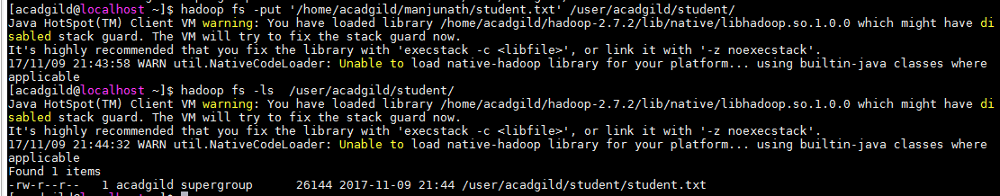 [acadgild@localhost ~]$ hadoop fs -put '/home/acadgild/manjunath/student.txt' /user/acadgild/student/
Java HotSpot(TM) Client VM warning: You have loaded library /home/acadgild/hadoop-2.7.2/lib/native/libhadoop.so.1.0.0 which might have di
sabled stack guard. The VM will try to fix the stack guard now.
It's highly recommended that you fix the library with 'execstack -c <libfile>', or link it with '-z noexecstack'.
17/11/09 21:43:58 WARN util.NativeCodeLoader: Unable to load native-hadoop library for your platform... using builtin-java classes where
applicable
[acadgild@localhost ~]$ hadoop fs -ls  /user/acadgild/student/
Java HotSpot(TM) Client VM warning: You have loaded library /home/acadgild/hadoop-2.7.2/lib/native/libhadoop.so.1.0.0 which might have di
sabled stack guard. The VM will try to fix the stack guard now.
It's highly recommended that you fix the library with 'execstack -c <libfile>', or link it with '-z noexecstack'.
17/11/09 21:44:32 WARN util.NativeCodeLoader: Unable to load native-hadoop library for your platform... using builtin-java classes where
applicable
Found 1 items
-rw-r--r--   1 acadgild supergroup      26144 2017-11-09 21:44 /user/acadgild/student/student.txt